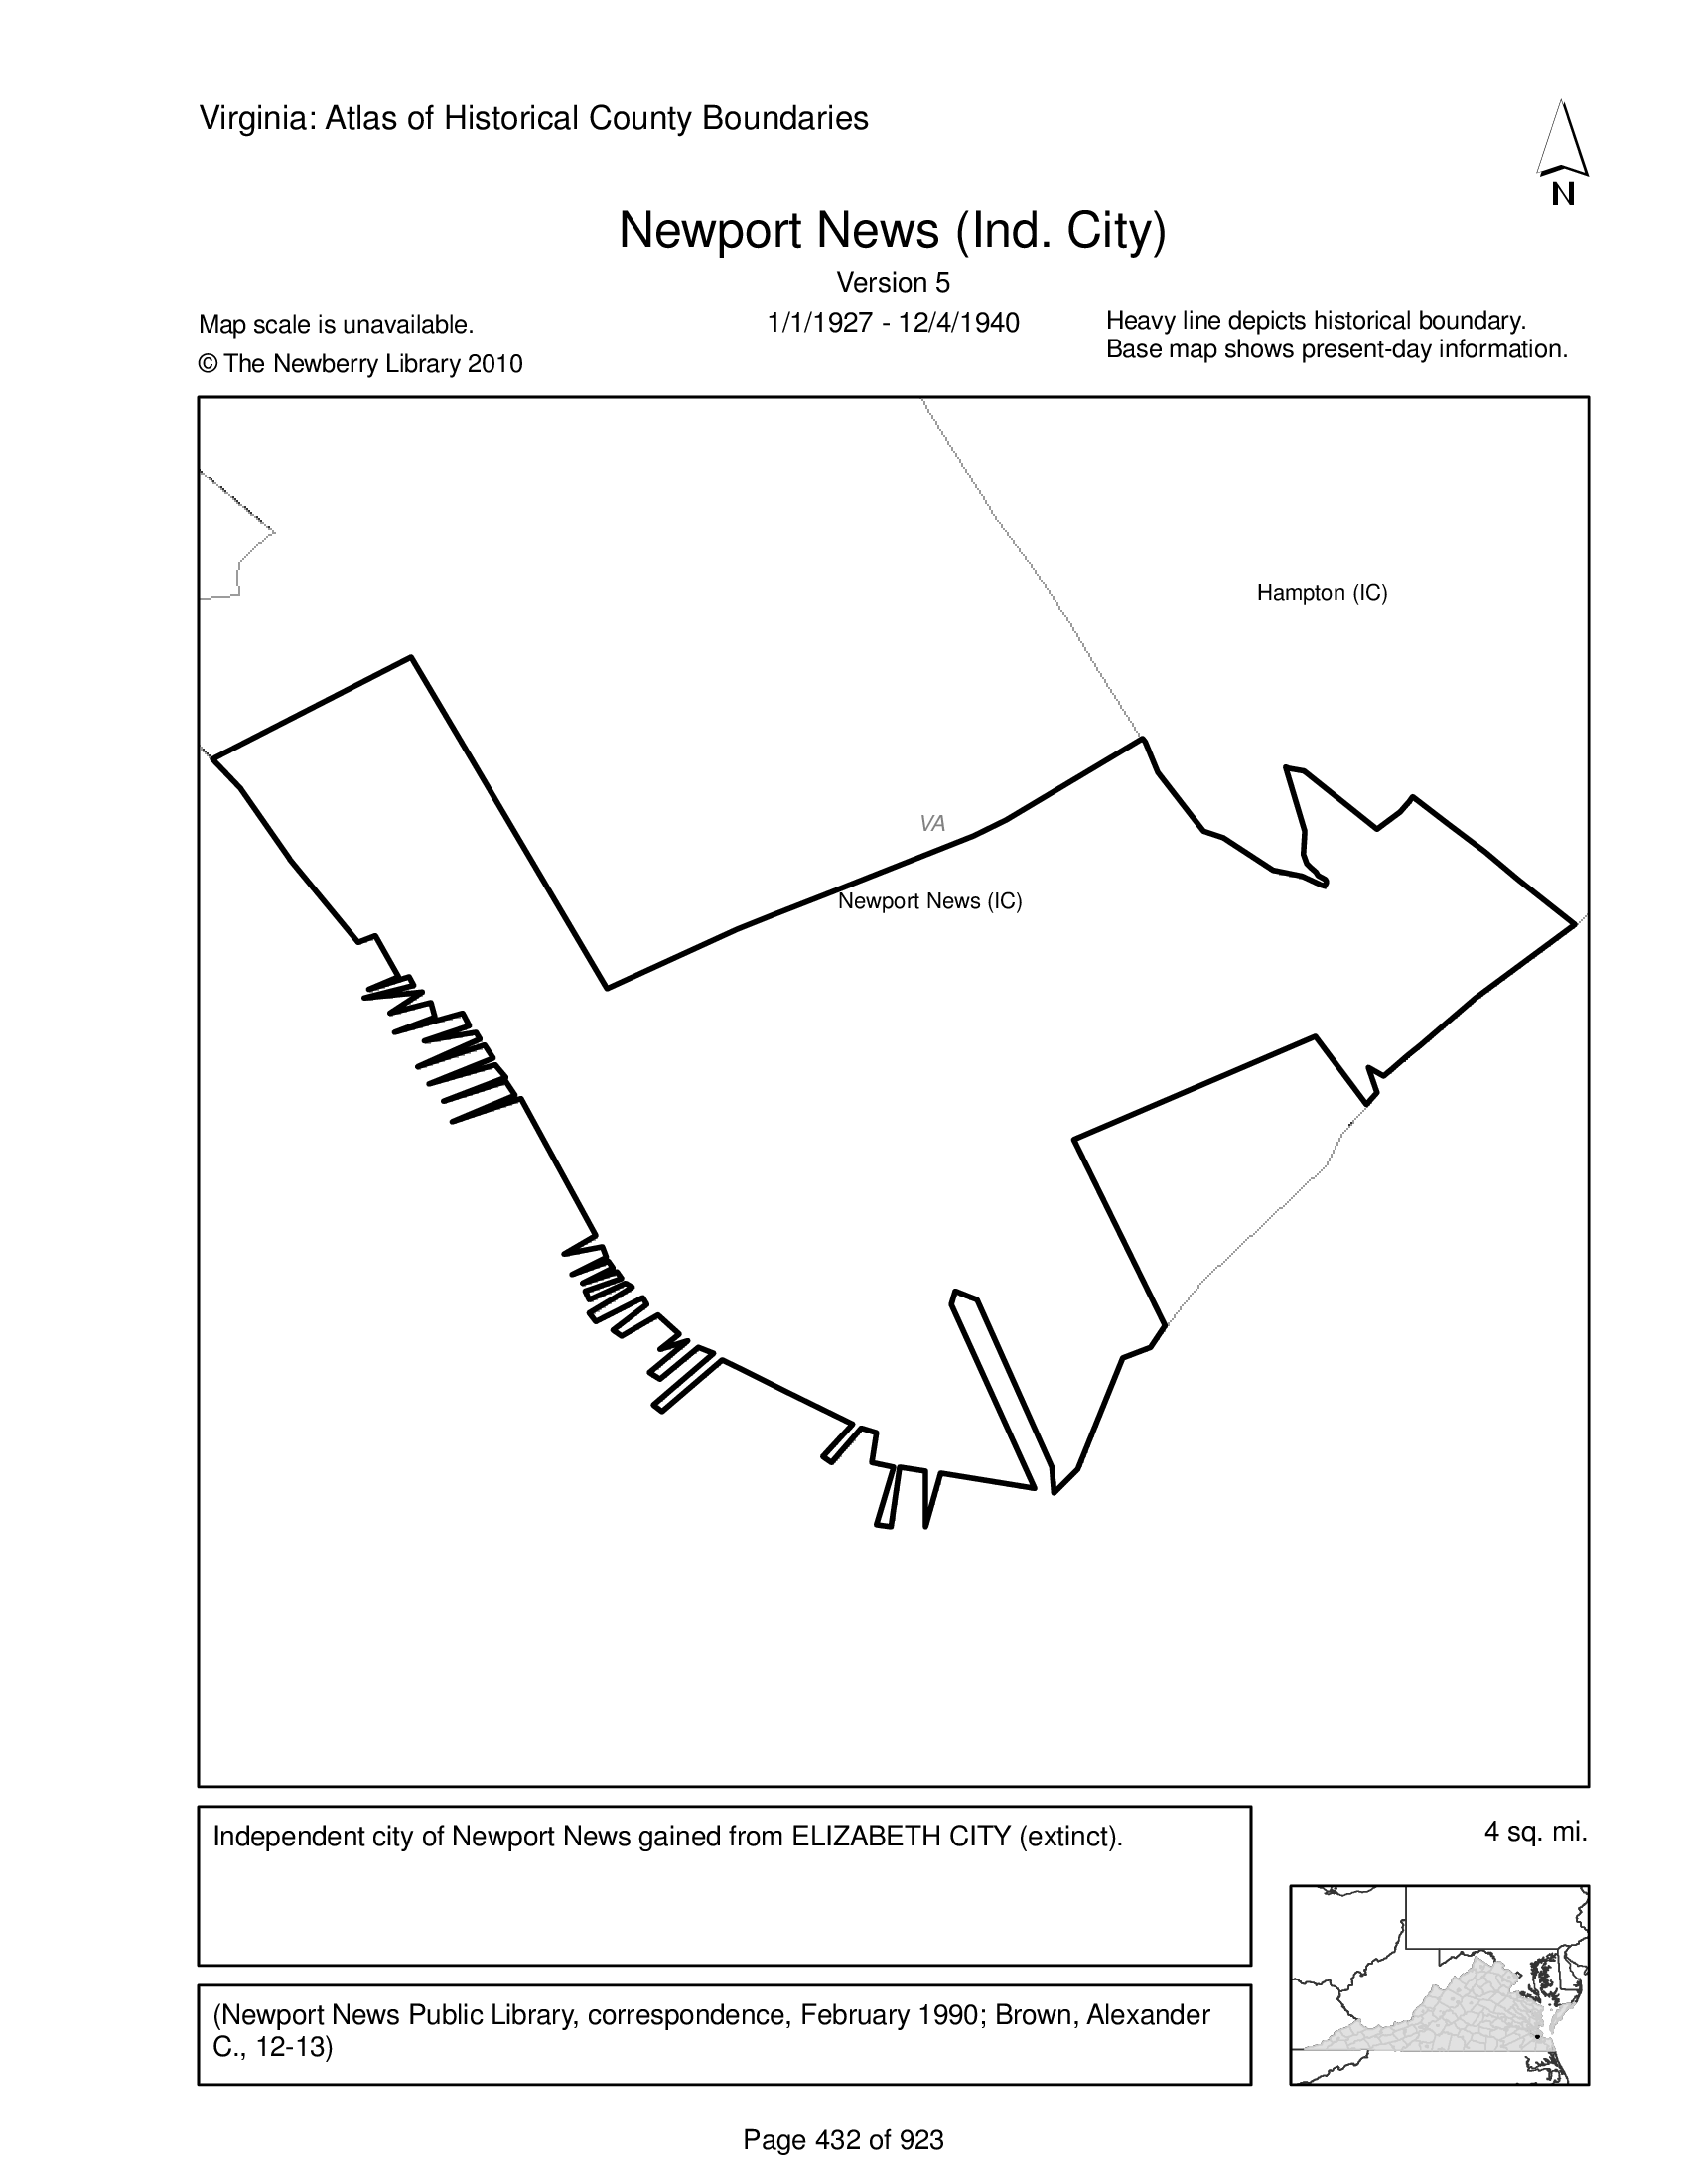 Virginia: Atlas of Historical County Boundaries
N
Newport News (Ind. City)
Version 5
Map scale is unavailable.
1/1/1927 - 12/4/1940
Heavy line depicts historical boundary.
© The Newberry Library 2010
Base map shows present-day information.
Hampton (IC)
VA
Newport News (IC)
Independent city of Newport News gained from ELIZABETH CITY (extinct).
4 sq. mi.
(Newport News Public Library, correspondence, February 1990; Brown, Alexander
C., 12-13)
Page 432 of 923